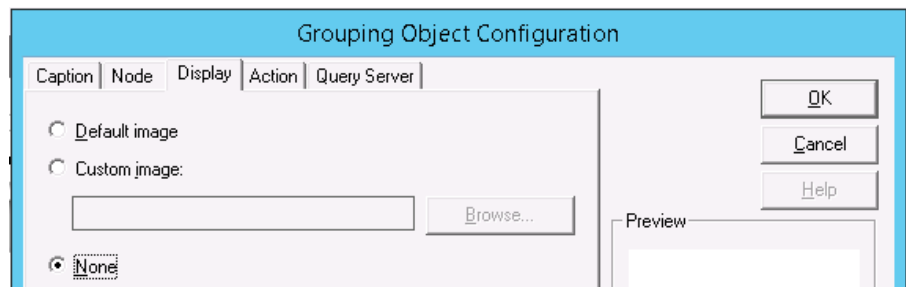 Grouping Object Configuration
Caption Node Display Action Query Server
OK
Default image
Cancel
Custom image:
Help
Browse...
Preview
None